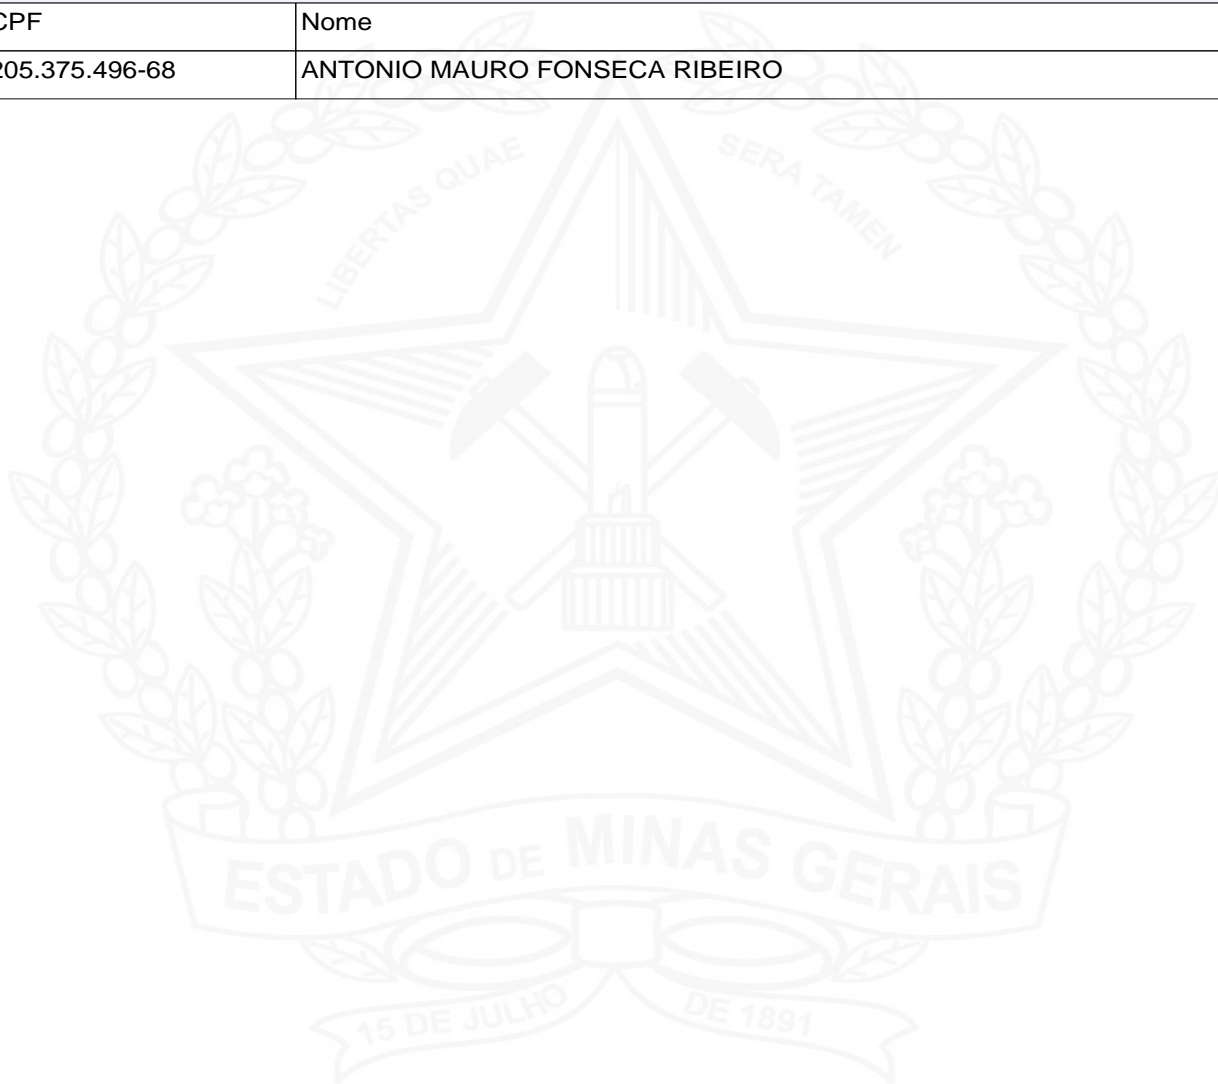 CPF Nome
205.375.496-68 ANTONIO MAURO FONSECA RIBEIRO
LIBERTAS QUAE SERA TAMEN
ESTADO DE MINAS GERAIS
15 DE JULHO DE 1891